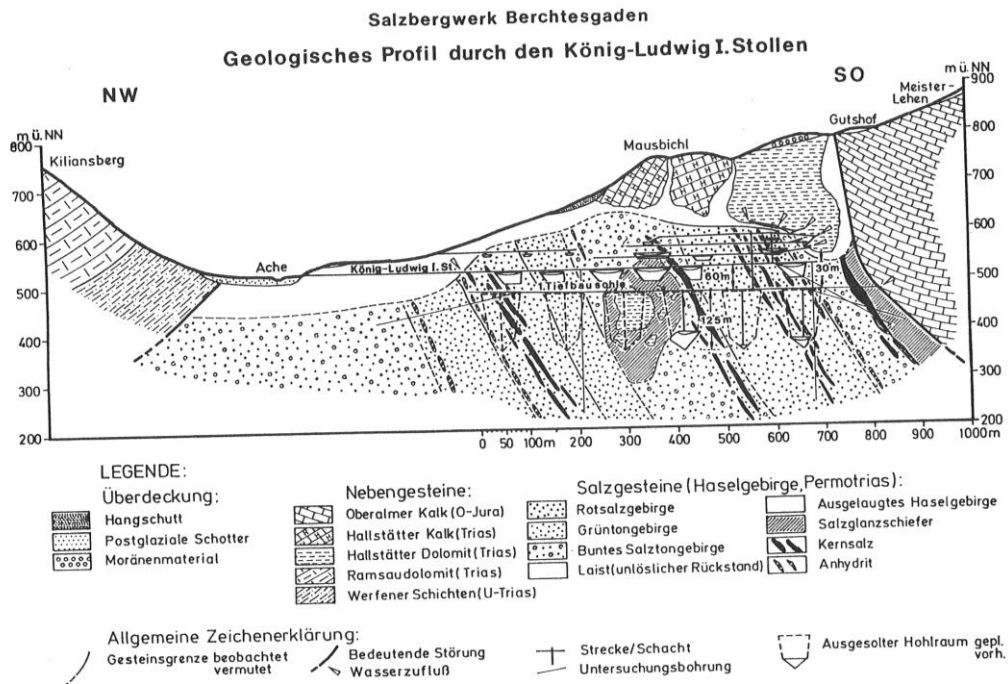 Salzbergwerk Berchtesgaden
Geologisches Profil durch den König-Ludwig I. Stollen
NW
SO
m ü. NN
m ü. NN
900
800
700
600
500
400
300
200
800
700
600
500
400
300
200
Kiliansberg
Ache
Mausbichl
Gutshof
Meister-
Lehen
König-Ludwig I. St.
1. Tiefbausohle
60m
30m
125m
0 50 100m 200 300 400 500 600 700 800 900 1000m
LEGENDE:
Überdeckung:
Hangschutt
Postglaziale Schotter
Moränenmaterial
Nebengesteine:
Oberalmer Kalk (O-Jura)
Hallstätter Kalk (Trias)
Hallstätter Dolomit (Trias)
Ramsaudolomit (Trias)
Werfener Schichten (U-Trias)
Salzgesteine (Haselgebirge, Permotrias):
Rotsalzgebirge
Grüntongebirge
Buntes Salztongebirge
Laist (unlöslicher Rückstand)
Ausgelaugtes Haselgebirge
Salzglanzschiefer
Kernsalz
Anhydrit
Allgemeine Zeichenerklärung:
Gesteinsgrenze beobachtet
vermutet
Bedeutende Störung
Wasserzufluß
Strecke/Schacht
Untersuchungsbohrung
Ausgesolter Hohlraum gepl.
vorh.